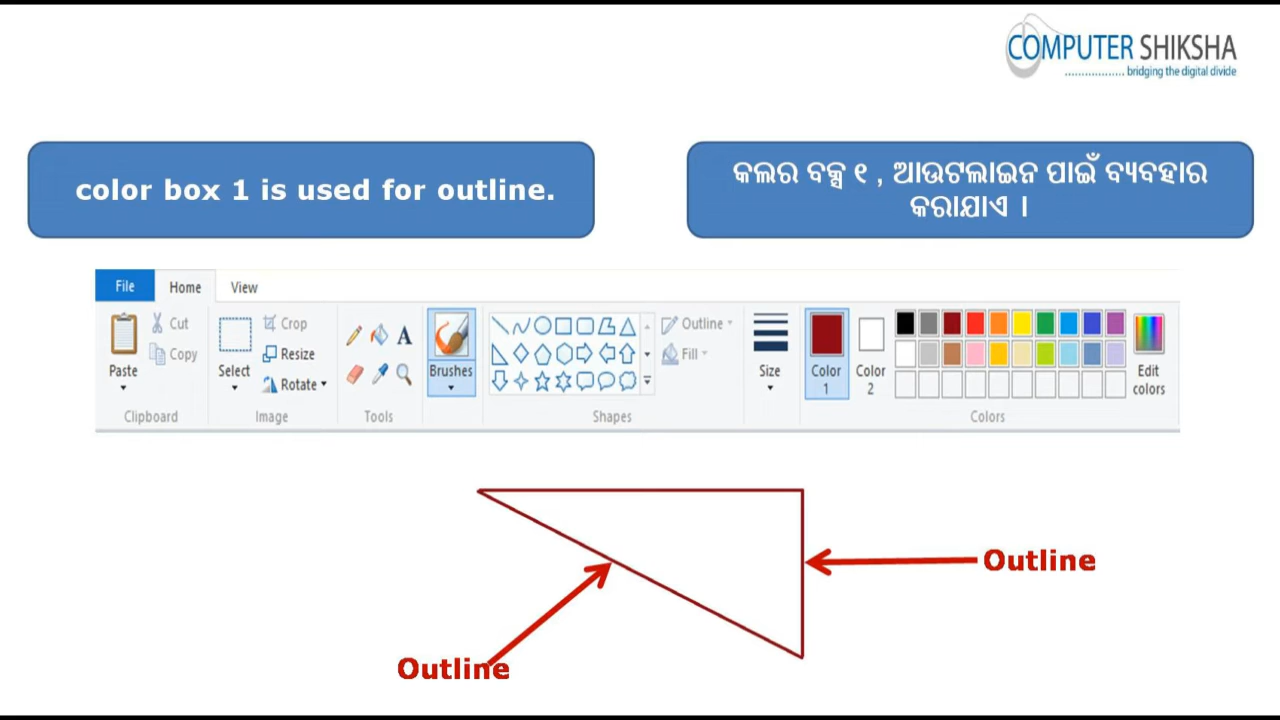 COMPUTER SHIKSHA
bridging the digital divide
color box 1 is used for outline.
କଲର ବକ୍ସ ୧ , ଆଉଟଲାଇନ ପାଇଁ ବ୍ୟବହାର
କରାଯାଏ ।
File Home View
Paste
Cut
Copy
Clipboard
Select
Crop
Resize
Rotate
Image
A
Tools
Brushes
Outline
Fill
Shapes
Size
Color
1
Color
2
Edit
colors
Colors
Outline
Outline